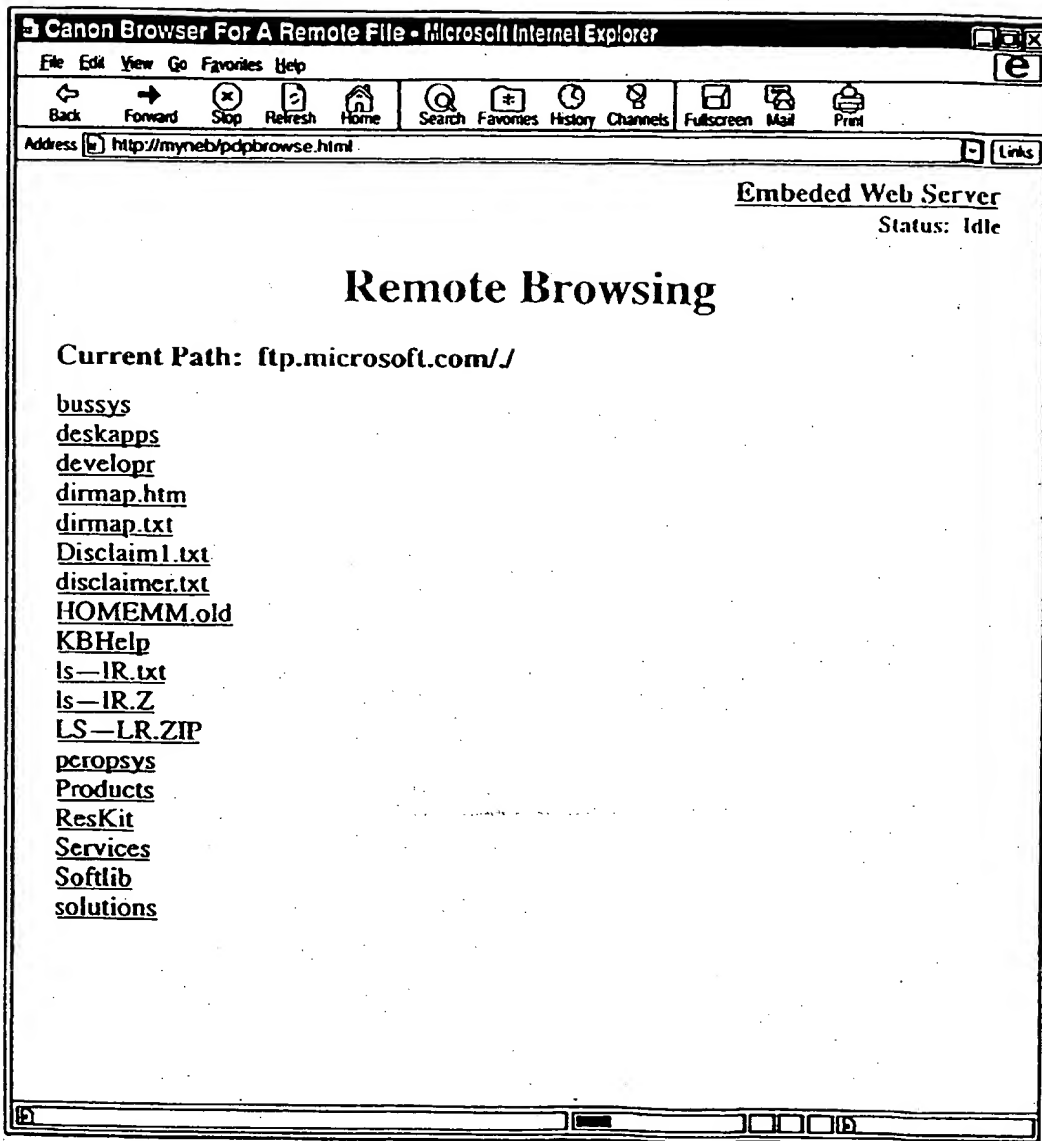 Canon Browser For A Remote File - Microsoft Internet Explorer
File Edit View Go Favorites Help
e
Back Forward Stop Refresh Home Search Favorites History Channels Fullscreen Mail Print
Address http://myneb/pdpbrowse.html Links
Embeded Web Server
Status: Idle
Remote Browsing
Current Path: ftp.microsoft.com/./
bussys
deskapps
developr
dirmap.htm
dirmap.txt
Disclaim1.txt
disclaimer.txt
HOMEMM.old
KBHelp
ls—lR.txt
ls—lR.Z
LS—LR.ZIP
peropsys
Products
ResKit
Services
Softlib
solutions